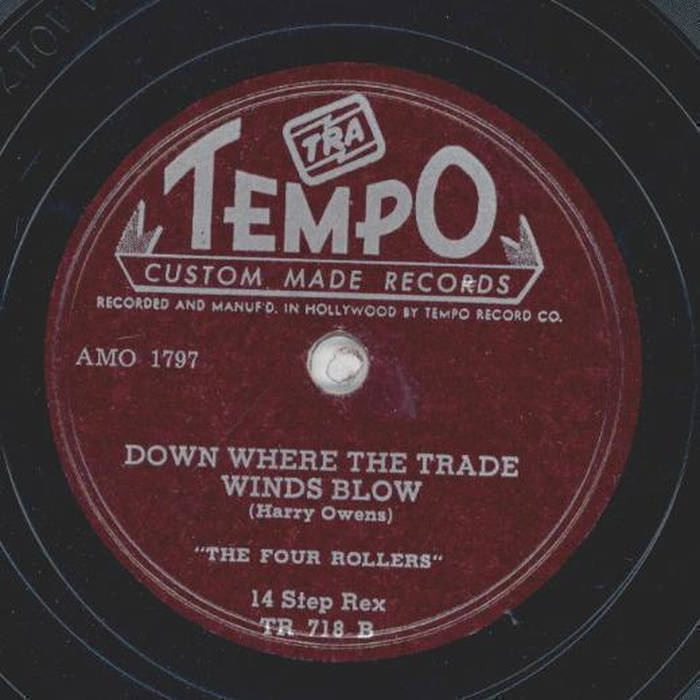 TRA
TEMPO
CUSTOM MADE RECORDS
RECORDED AND MANUF'D. IN HOLLYWOOD BY TEMPO RECORD CO.
AMO 1797
DOWN WHERE THE TRADE
WINDS BLOW
(Harry Owens)
"THE FOUR ROLLERS"
14 Step Rex
TR 718 B